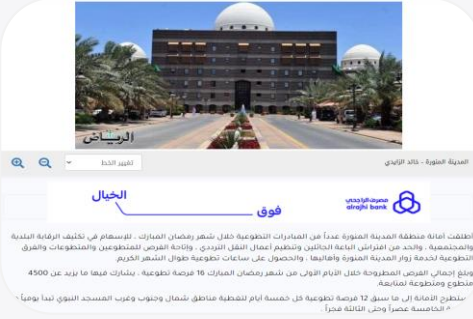 الرياض
المدينة المنورة - خالد الزايدي
تغيير الخط
مصرف الراجحي
alrajhi bank
الخيال
فوق
أطلقت أمانة منطقة المدينة المنورة عدداً من المبادرات التطوعية خلال شهر رمضان المبارك ، للإسهام في تكثيف الرقابة البلدية
والمجتمعية ، والحد من افتراش الباعة الجائلين وتنظيم أعمال النقل الترددي ، وإتاحة الفرص للمتطوعين والمتطوعات والفرق
التطوعية لخدمة زوار المدينة المنورة وأهاليها ، والحصول على ساعات تطوعية طوال الشهر الكريم.
وبلغ إجمالي الفرص المطروحة خلال الأيام الأولى من شهر رمضان المبارك 16 فرصة تطوعية ، يشارك فيها ما يزيد عن 4500
متطوع ومتطوعة لمتابعة.
ستطرح الأمانة إلى ما سبق 12 فرصة تطوعية كل خمسة أيام لتغطية مناطق شمال وجنوب وغرب المسجد النبوي تبدأ يومياً
الخامسة عصراً وحتى الثالثة فجراً .